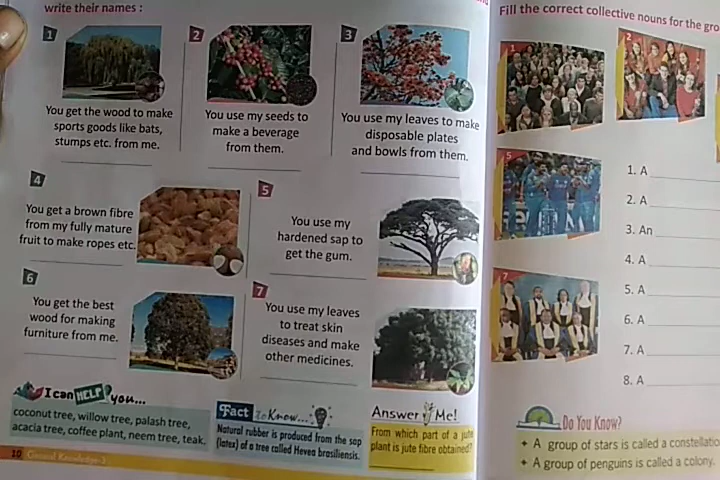 write their names :
1
You get the wood to make
sports goods like bats,
stumps etc. from me.
2
You use my seeds to
make a beverage
from them.
3
You use my leaves to make
disposable plates
and bowls from them.
4
You get a brown fibre
from my fully mature
fruit to make ropes etc.
5
You use my
hardened sap to
get the gum.
6
You get the best
wood for making
furniture from me.
7
You use my leaves
to treat skin
diseases and make
other medicines.
I can HELP you...
coconut tree, willow tree, palash tree,
acacia tree, coffee plant, neem tree, teak.
Fact to Know...
Natural rubber is produced from the sap
(latex) of a tree called Hevea brasiliensis.
Answer Me!
From which part of a jute
plant is jute fibre obtained?
10 General Knowledge-3
Fill the correct collective nouns for the
1
2
5
7
1. A
2. A
3. An
4. A
5. A
6. A
7. A
8. A
Do You Know?
+ A group of stars is called a
+ A group of penguins is called a colony.